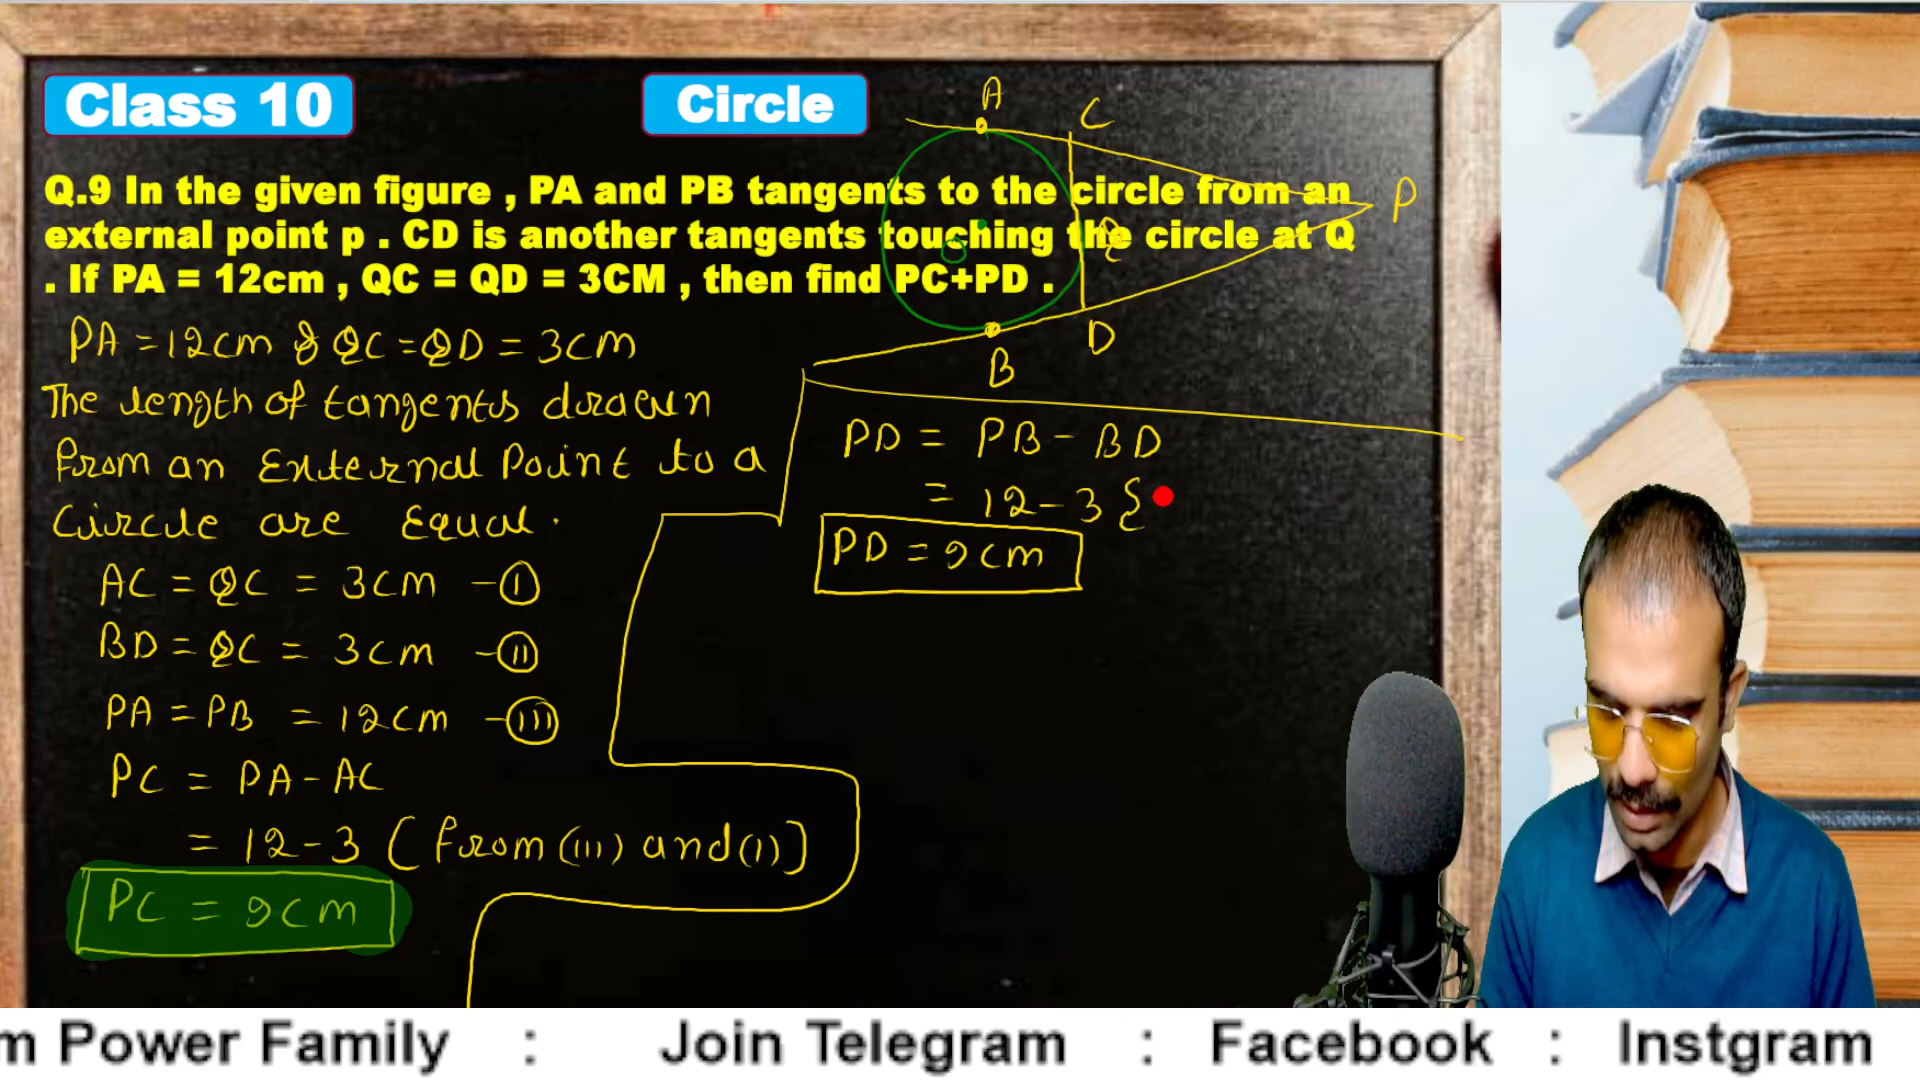 Class 10
Circle
Q.9 In the given figure , PA and PB tangents to the circle from an
external point p . CD is another tangents touching the circle at Q
. If PA = 12cm , QC = QD = 3CM , then find PC+PD .
A
C
P
Q
O
D
B
PA = 12cm & QC = QD = 3cm
The length of tangents drawn
from an External Point to a
Circle are Equal.
AC = QC = 3cm - (I)
BD = QC = 3cm - (II)
PA = PB = 12cm - (III)
PC = PA - AC
= 12-3 (from (III) and (I))
PC = 9cm
PD = PB - BD
= 12-3 {
PD = 9cm
m Power Family : Join Telegram : Facebook : Instgram